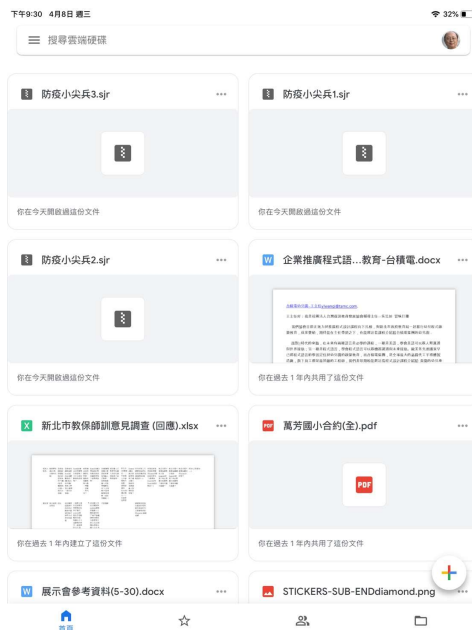 下午9:30 4月8日 週三
32%
搜尋雲端硬碟
防疫小尖兵3.sjr
防疫小尖兵1.sjr
你在今天開啟過這份文件
你在今天開啟過這份文件
防疫小尖兵2.sjr
企業推廣程式語...教育-台積電.docx
你在今天開啟過這份文件
你在過去 1 年內共用了這份文件
新北市教保師訓意見調查 (回應).xlsx
萬芳國小合約(全).pdf
PDF
PDF
你在過去 1 年內建立了這份文件
你在過去 1 年內共用了這份文件
展示會參考資料(5-30).docx
STICKERS-SUB-ENDdiamond.png
首頁